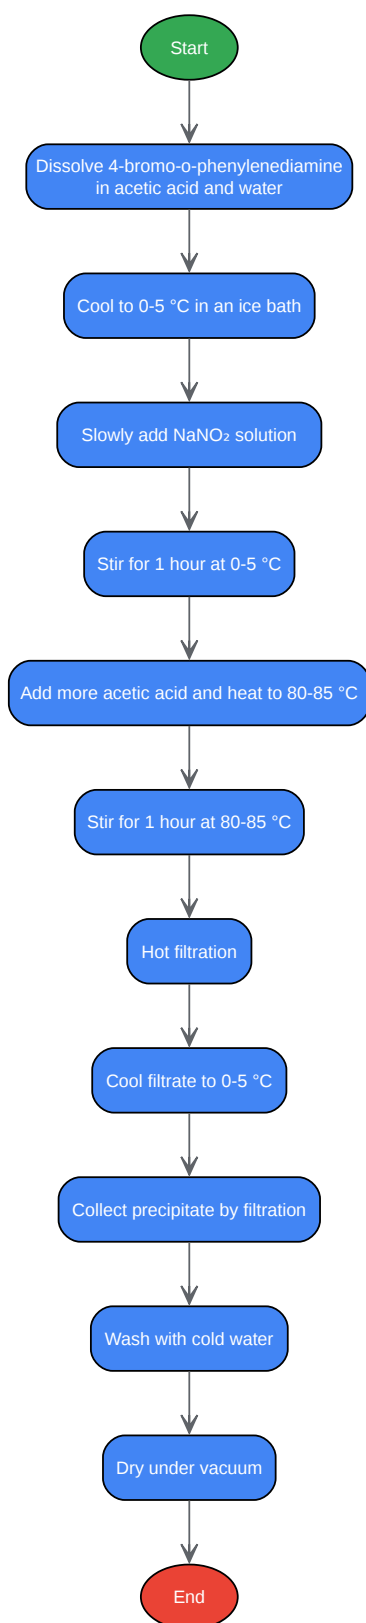 Start
Dissolve 4-bromo-o-phenylenediamine
in acetic acid and water
Cool to 0-5 °C in an ice bath
Slowly add NaNO₂ solution
Stir for 1 hour at 0-5 °C
Add more acetic acid and heat to 80-85 °C
Stir for 1 hour at 80-85 °C
Hot filtration
Cool filtrate to 0-5 °C
Collect precipitate by filtration
Wash with cold water
Dry under vacuum
End